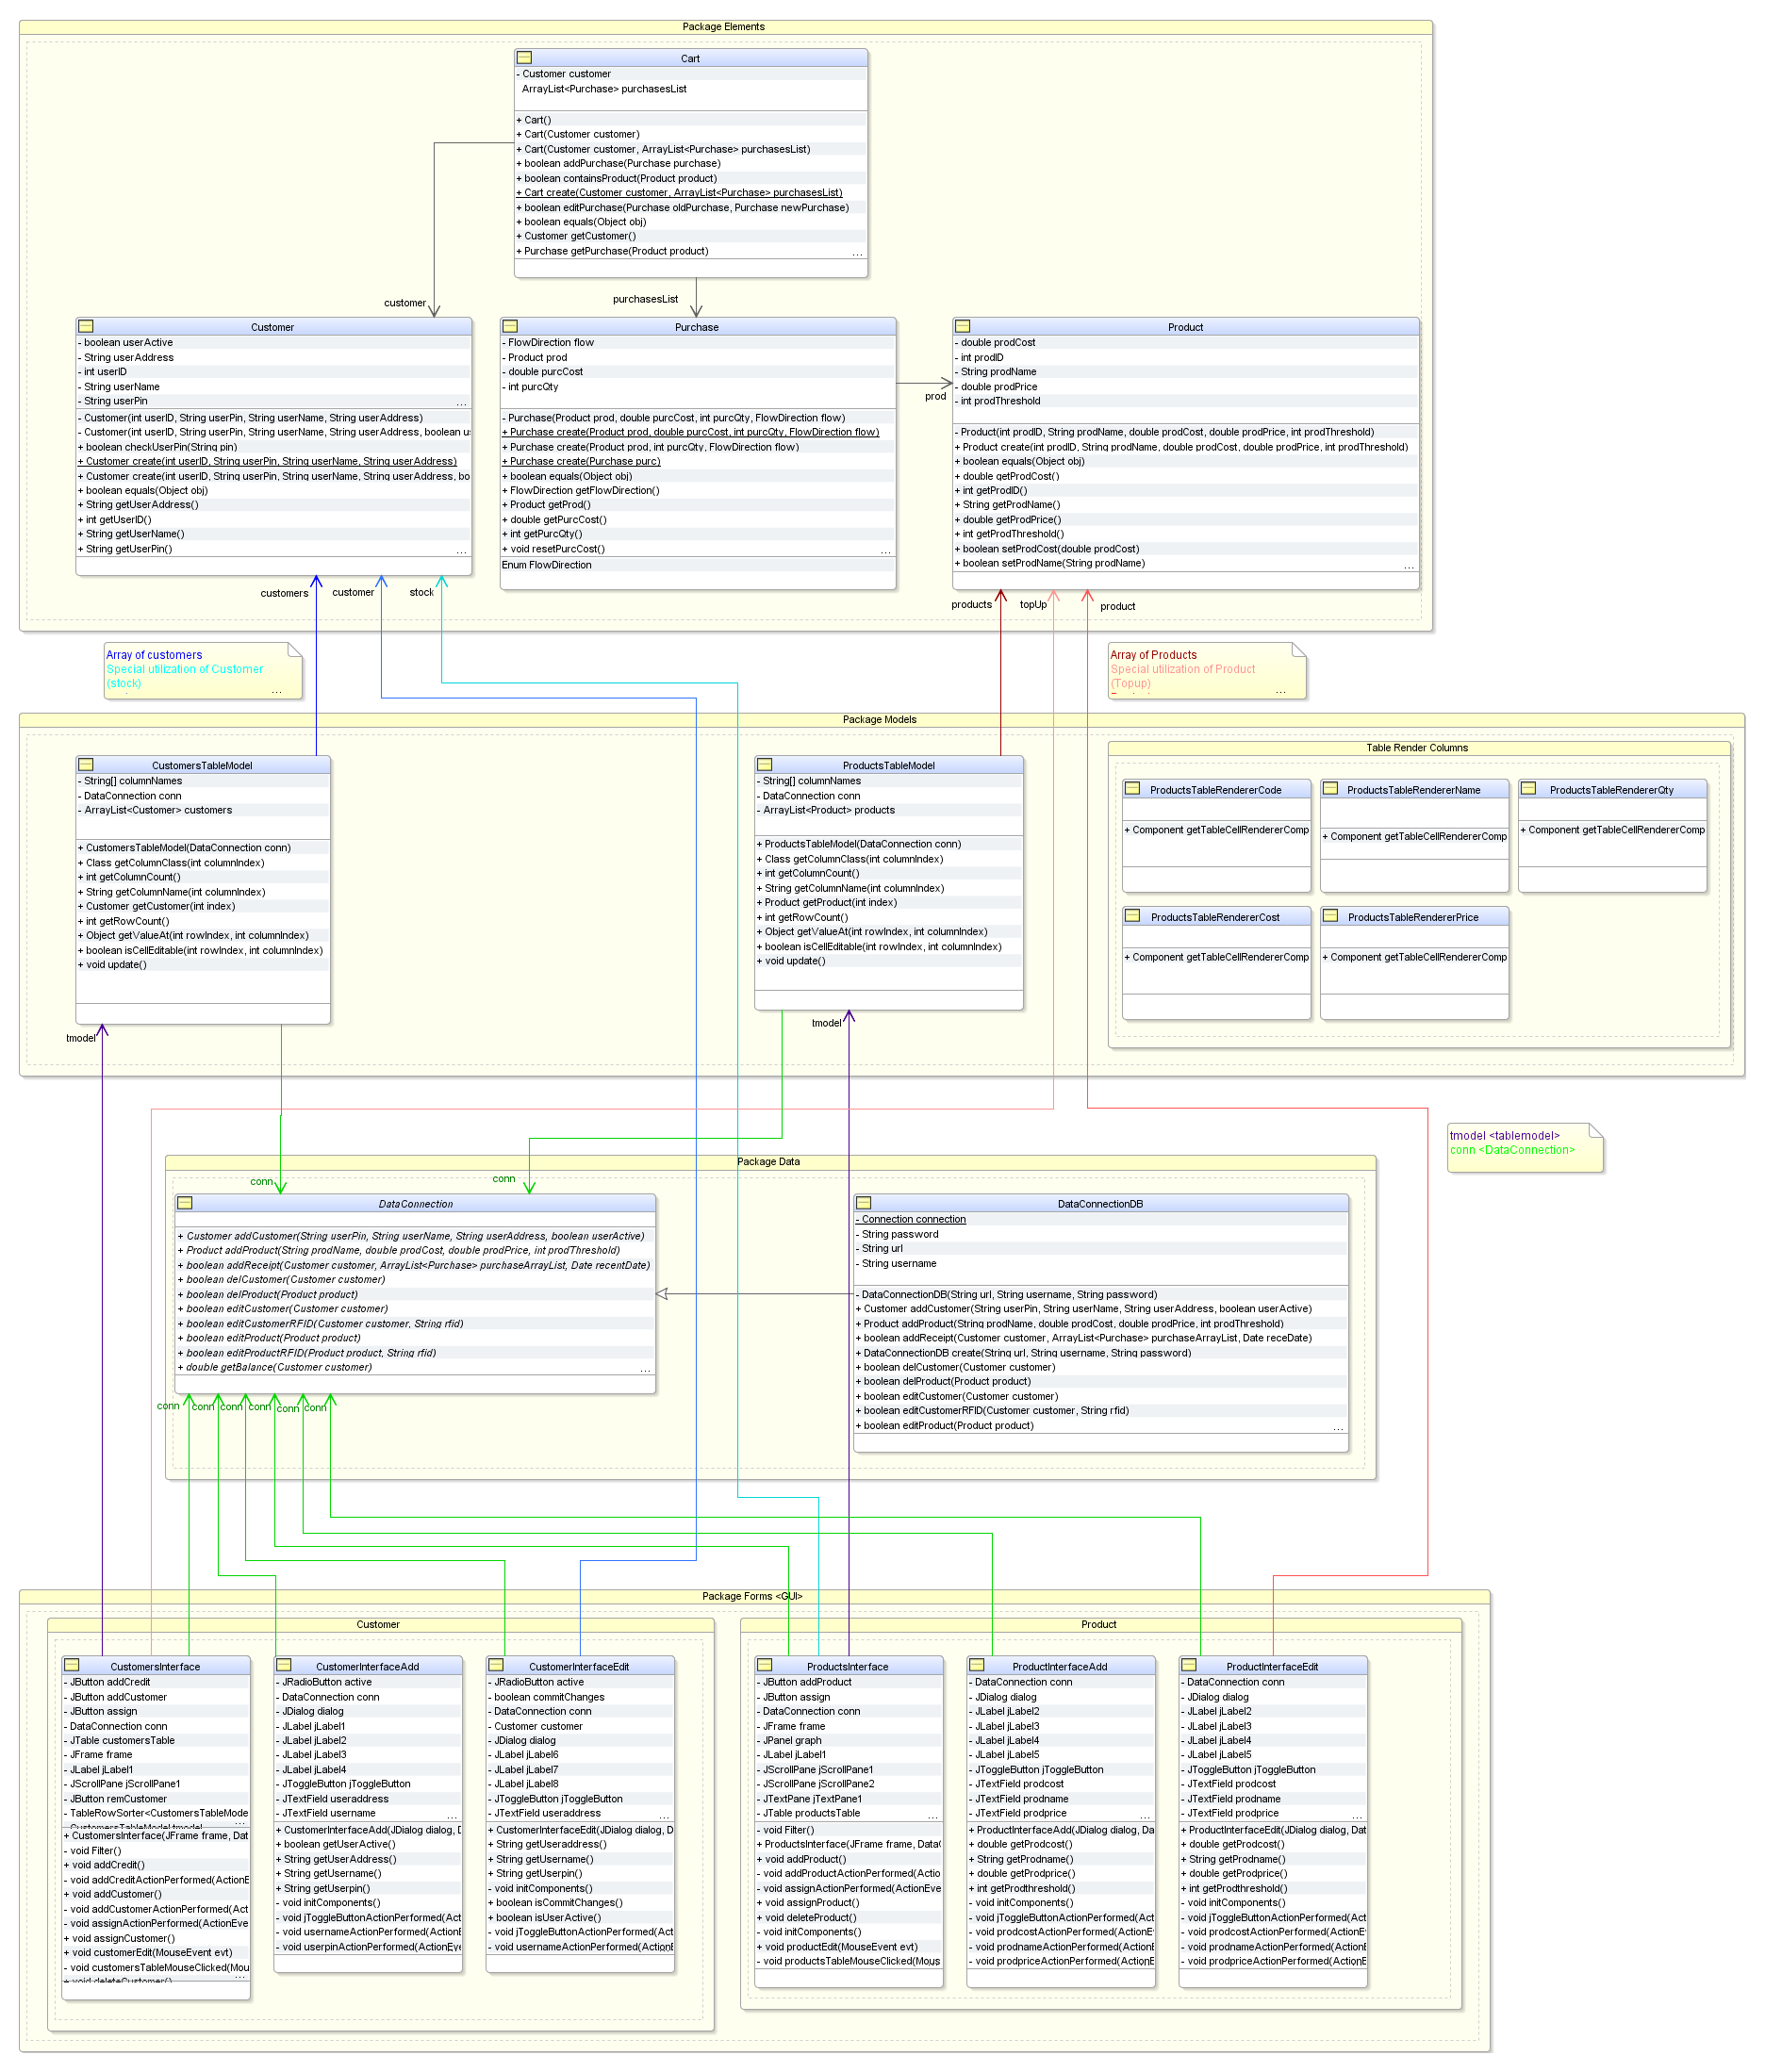 Package Elements
Cart
- Customer customer
ArrayList<Purchase> purchasesList
+ Cart()
+ Cart(Customer customer)
+ Cart(Customer customer, ArrayList<Purchase> purchasesList)
+ boolean addPurchase(Purchase purchase)
+ boolean containsProduct(Product product)
+ Cart create(Customer customer, ArrayList<Purchase> purchasesList)
+ boolean editPurchase(Purchase oldPurchase, Purchase newPurchase)
+ boolean equals(Object obj)
+ Customer getCustomer()
+ Purchase getPurchase(Product product)
...
customer
purchasesList
Customer
- boolean userActive
- String userAddress
- int userID
- String userName
- String userPin
...
- Customer(int userID, String userPin, String userName, String userAddress)
- Customer(int userID, String userPin, String userName, String userAddress, boolean us
+ boolean checkUserPin(String pin)
+ Customer create(int userID, String userPin, String userName, String userAddress)
+ Customer create(int userID, String userPin, String userName, String userAddress, bo
+ boolean equals(Object obj)
+ String getUserAddress()
+ int getUserID()
+ String getUserName()
+ String getUserPin()
...
Purchase
- FlowDirection flow
- Product prod
- double purcCost
- int purcQty
- Purchase(Product prod, double purcCost, int purcQty, FlowDirection flow)
+ Purchase create(Product prod, double purcCost, int purcQty, FlowDirection flow)
+ Purchase create(Product prod, int purcQty, FlowDirection flow)
+ Purchase create(Purchase purc)
+ boolean equals(Object obj)
+ FlowDirection getFlowDirection()
+ Product getProd()
+ double getPurcCost()
+ int getPurcQty()
+ void resetPurcCost()
...
Enum FlowDirection
prod
Product
- double prodCost
- int prodID
- String prodName
- double prodPrice
- int prodThreshold
- Product(int prodID, String prodName, double prodCost, double prodPrice, int prodThreshold)
+ Product create(int prodID, String prodName, double prodCost, double prodPrice, int prodThreshold)
+ boolean equals(Object obj)
+ double getProdCost()
+ int getProdID()
+ String getProdName()
+ double getProdPrice()
+ int getProdThreshold()
+ boolean setProdCost(double prodCost)
+ boolean setProdName(String prodName)
...
customers
customer
stock
products
topUp
product
Array of customers
Special utilization of Customer
(stock)
...
Array of Products
Special utilization of Product
(Topup)
...
Package Models
CustomersTableModel
- String[] columnNames
- DataConnection conn
- ArrayList<Customer> customers
+ CustomersTableModel(DataConnection conn)
+ Class getColumnClass(int columnIndex)
+ int getColumnCount()
+ String getColumnName(int columnIndex)
+ Customer getCustomer(int index)
+ int getRowCount()
+ Object getValueAt(int rowIndex, int columnIndex)
+ boolean isCellEditable(int rowIndex, int columnIndex)
+ void update()
ProductsTableModel
- String[] columnNames
- DataConnection conn
- ArrayList<Product> products
+ ProductsTableModel(DataConnection conn)
+ Class getColumnClass(int columnIndex)
+ int getColumnCount()
+ String getColumnName(int columnIndex)
+ Product getProduct(int index)
+ int getRowCount()
+ Object getValueAt(int rowIndex, int columnIndex)
+ boolean isCellEditable(int rowIndex, int columnIndex)
+ void update()
Table Render Columns
ProductsTableRendererCode
+ Component getTableCellRendererComp
ProductsTableRendererName
+ Component getTableCellRendererComp
ProductsTableRendererQty
+ Component getTableCellRendererComp
ProductsTableRendererCost
+ Component getTableCellRendererComp
ProductsTableRendererPrice
+ Component getTableCellRendererComp
tmodel
tmodel
tmodel <tablemodel>
conn <DataConnection>
Package Data
conn
conn
DataConnection
+ Customer addCustomer(String userPin, String userName, String userAddress, boolean userActive)
+ Product addProduct(String prodName, double prodCost, double prodPrice, int prodThreshold)
+ boolean addReceipt(Customer customer, ArrayList<Purchase> purchaseArrayList, Date recentDate)
+ boolean delCustomer(Customer customer)
+ boolean delProduct(Product product)
+ boolean editCustomer(Customer customer)
+ boolean editCustomerRFID(Customer customer, String rfid)
+ boolean editProduct(Product product)
+ boolean editProductRFID(Product product, String rfid)
+ double getBalance(Customer customer)
...
DataConnectionDB
- Connection connection
- String password
- String url
- String username
- DataConnectionDB(String url, String username, String password)
+ Customer addCustomer(String userPin, String userName, String userAddress, boolean userActive)
+ Product addProduct(String prodName, double prodCost, double prodPrice, int prodThreshold)
+ boolean addReceipt(Customer customer, ArrayList<Purchase> purchaseArrayList, Date receDate)
+ DataConnectionDB create(String url, String username, String password)
+ boolean delCustomer(Customer customer)
+ boolean delProduct(Product product)
+ boolean editCustomer(Customer customer)
+ boolean editCustomerRFID(Customer customer, String rfid)
+ boolean editProduct(Product product)
...
conn
conn
conn
conn
conn
conn
Package Forms <GUI>
Customer
CustomersInterface
- JButton addCredit
- JButton addCustomer
- JButton assign
- DataConnection conn
- JTable customersTable
- JFrame frame
- JLabel jLabel1
- JScrollPane jScrollPane1
- JButton remCustomer
- TableRowSorter<CustomersTableMode
- CustomersTableModel tmodel
...
+ CustomersInterface(JFrame frame, Dat
- void Filter()
+ void addCredit()
- void addCreditActionPerformed(ActionE
+ void addCustomer()
- void addCustomerActionPerformed(Act
- void assignActionPerformed(ActionEve
+ void assignCustomer()
+ void customerEdit(MouseEvent evt)
- void customersTableMouseClicked(Mou
+ void deleteCustomer()
...
CustomerInterfaceAdd
- JRadioButton active
- DataConnection conn
- JDialog dialog
- JLabel jLabel1
- JLabel jLabel2
- JLabel jLabel3
- JLabel jLabel4
- JToggleButton jToggleButton
- JTextField useraddress
- JTextField username
...
+ CustomerInterfaceAdd(JDialog dialog, D
+ boolean getUserActive()
+ String getUserAddress()
+ String getUsername()
+ String getUserpin()
- void initComponents()
- void jToggleButtonActionPerformed(Act
- void usernameActionPerformed(ActionE
- void userpinActionPerformed(ActionEve
CustomerInterfaceEdit
- JRadioButton active
- boolean commitChanges
- DataConnection conn
- Customer customer
- JDialog dialog
- JLabel jLabel6
- JLabel jLabel7
- JLabel jLabel8
- JToggleButton jToggleButton
- JTextField useraddress
...
+ CustomerInterfaceEdit(JDialog dialog, D
+ String getUseraddress()
+ String getUsername()
+ String getUserpin()
- void initComponents()
+ boolean isCommitChanges()
+ boolean isUserActive()
- void jToggleButtonActionPerformed(Act
- void usernameActionPerformed(ActionE
...
Product
ProductsInterface
- JButton addProduct
- JButton assign
- DataConnection conn
- JFrame frame
- JPanel graph
- JLabel jLabel1
- JScrollPane jScrollPane1
- JScrollPane jScrollPane2
- JTextPane jTextPane1
- JTable productsTable
...
- void Filter()
+ ProductsInterface(JFrame frame, DataC
+ void addProduct()
- void addProductActionPerformed(Actio
- void assignActionPerformed(ActionEve
+ void assignProduct()
+ void deleteProduct()
- void initComponents()
+ void productEdit(MouseEvent evt)
- void productsTableMouseClicked(Mous
...
ProductInterfaceAdd
- DataConnection conn
- JDialog dialog
- JLabel jLabel2
- JLabel jLabel3
- JLabel jLabel4
- JLabel jLabel5
- JToggleButton jToggleButton
- JTextField prodcost
- JTextField prodname
- JTextField prodprice
...
+ ProductInterfaceAdd(JDialog dialog, Da
+ double getProdcost()
+ String getProdname()
+ double getProdprice()
+ int getProdthreshold()
- void initComponents()
- void jToggleButtonActionPerformed(Act
- void prodcostActionPerformed(ActionE
- void prodnameActionPerformed(ActionE
- void prodpriceActionPerformed(ActionE
...
ProductInterfaceEdit
- DataConnection conn
- JDialog dialog
- JLabel jLabel2
- JLabel jLabel3
- JLabel jLabel4
- JLabel jLabel5
- JToggleButton jToggleButton
- JTextField prodcost
- JTextField prodname
- JTextField prodprice
...
+ ProductInterfaceEdit(JDialog dialog, Dat
+ double getProdcost()
+ String getProdname()
+ double getProdprice()
+ int getProdthreshold()
- void initComponents()
- void jToggleButtonActionPerformed(Act
- void prodcostActionPerformed(ActionEv
- void prodnameActionPerformed(ActionE
- void prodpriceActionPerformed(ActionE
...